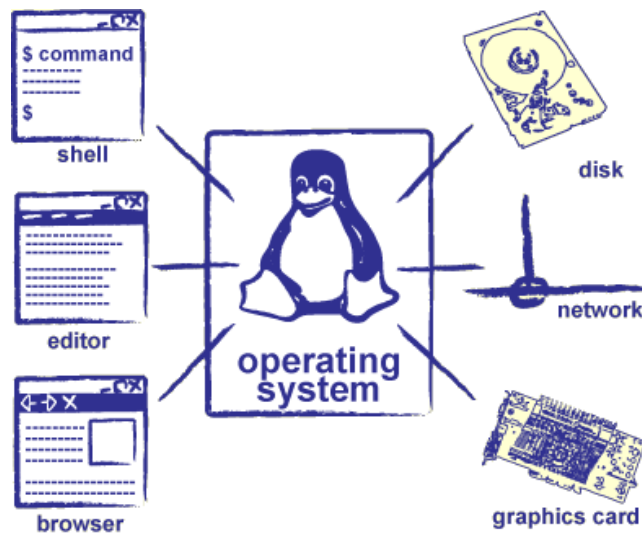 $ command
$
shell
disk
editor
network
operating
system
browser
graphics card